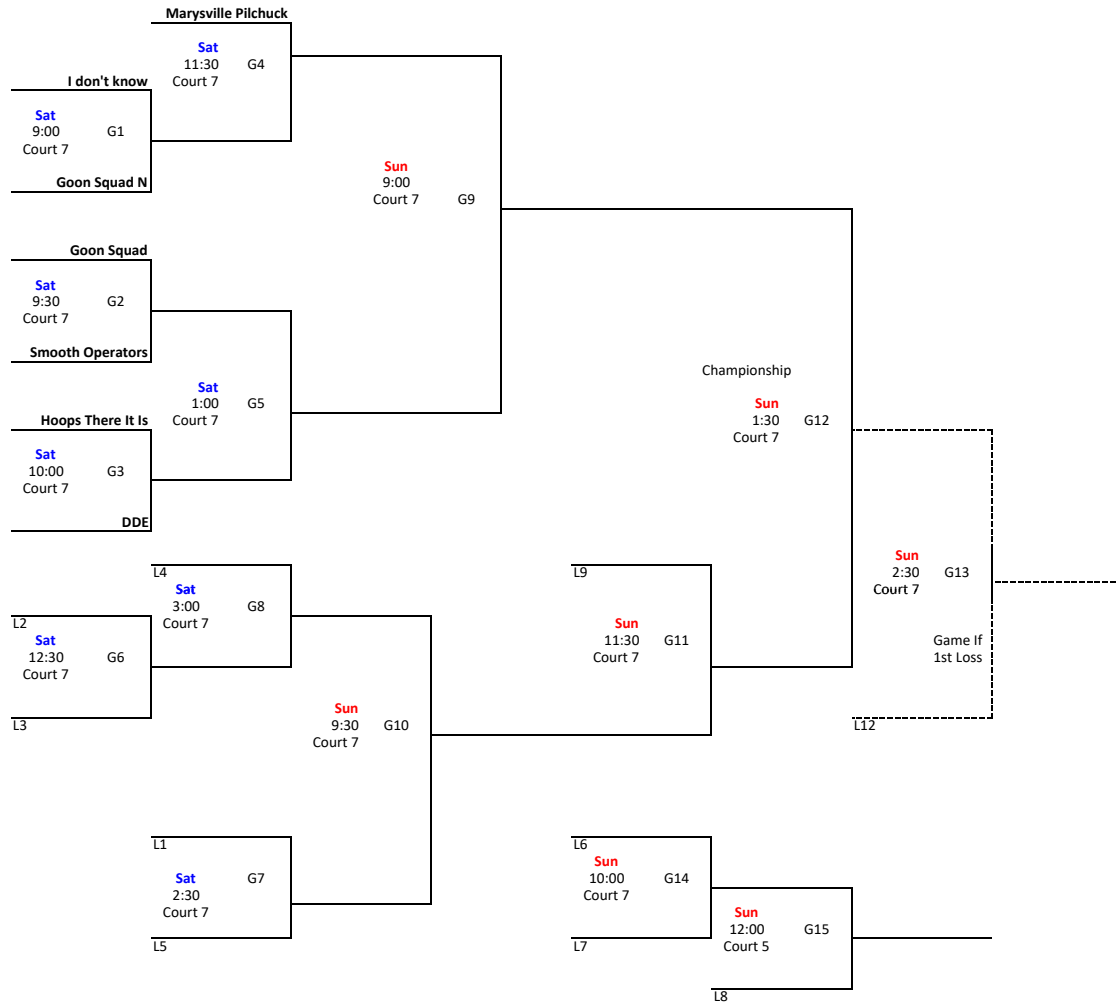 Marysville Pilchuck
Sat
11:30 G4
Court 7
I don't know
Sat
9:00 G1
Court 7
Goon Squad N
Sun
9:00
Court 7 G9
Goon Squad
Sat
9:30 G2
Court 7
Smooth Operators
Sat
1:00 G5
Court 7
Championship
Sun
1:30 G12
Court 7
Hoops There It Is
Sat
10:00 G3
Court 7
DDE
L4
Sat
3:00 G8
Court 7
L2
Sat
12:30 G6
Court 7
L3
L9
Sun
11:30 G11
Court 7
Sun
2:30 G13
Court 7
Game If
1st Loss
L12
Sun
9:30 G10
Court 7
L1
Sat G7
2:30
Court 7
L5
L6
Sun
10:00 G14
Court 7
L7
Sun
12:00 G15
Court 5
L8